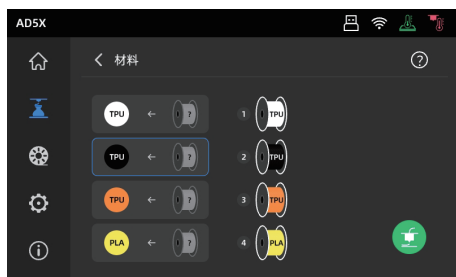 AD5X
材料
?
TPU ← ? 1 TPU
TPU ← ? 2 TPU
TPU ← ? 3 TPU
PLA ← ? 4 PLA